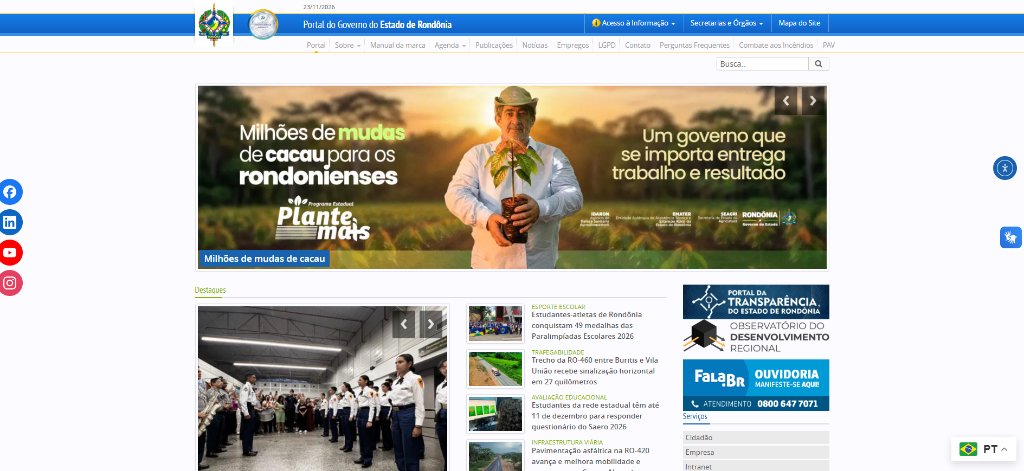 23/11/2026
Portal do Governo do Estado de Rondônia
Acesso à Informação
Secretarias e Órgãos
Mapa do Site
Portal
Sobre
Manual da marca
Agenda
Publicações
Notícias
Empregos
LGPD
Contato
Perguntas Frequentes
Combate aos Incêndios
PAV
Busca...
Milhões de mudas
de cacau para os
rondonienses
Programa Estadual
Plante
mais
Um governo que
se importa entrega
trabalho e resultado
IDARON
EMATER
SEAGRI
RONDÔNIA
Governo do Estado
Milhões de mudas de cacau
Destaques
ESPORTE ESCOLAR
Estudantes-atletas de Rondônia
conquistam 49 medalhas das
Paralimpíadas Escolares 2026
TRAFEGABILIDADE
Trecho da RO-460 entre Buritis e Vila
União recebe sinalização horizontal
em 27 quilômetros
AVALIAÇÃO EDUCACIONAL
Estudantes da rede estadual têm até
11 de dezembro para responder
questionário do Saero 2026
INFRAESTRUTURA VIÁRIA
Pavimentação asfáltica na RO-420
avança e melhora mobilidade e
PORTAL DA
TRANSPARÊNCIA
DO ESTADO DE RONDÔNIA
OBSERVATÓRIO DO
DESENVOLVIMENTO
REGIONAL
FALA.BR
OUVIDORIA
MANIFESTE-SE AQUI!
ATENDIMENTO 0800 647 7071
Serviços
Cidadão
Empresa
Intranet
PT